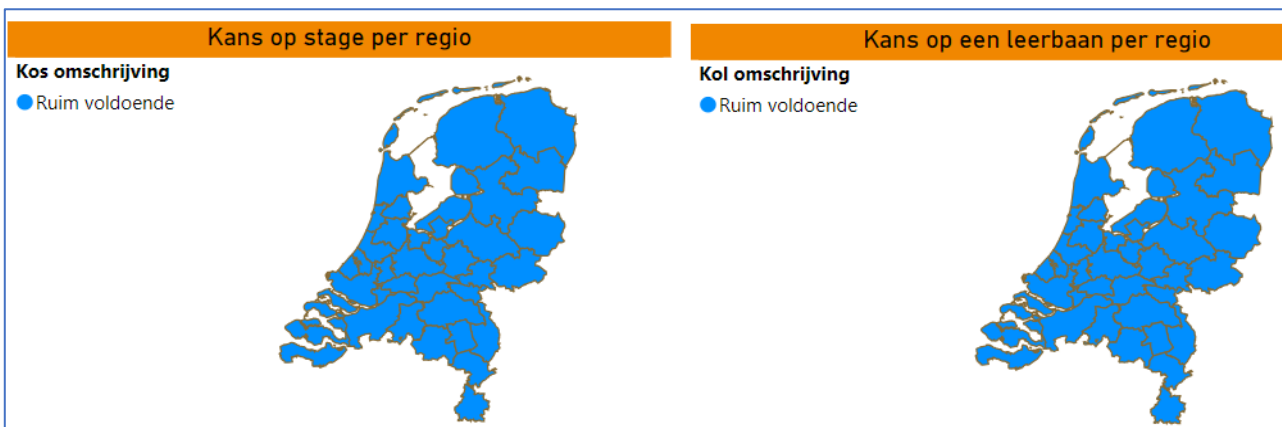 Kans op stage per regio
Kos omschrijving
Ruim voldoende
Kans op een leerbaan per regio
Kol omschrijving
Ruim voldoende